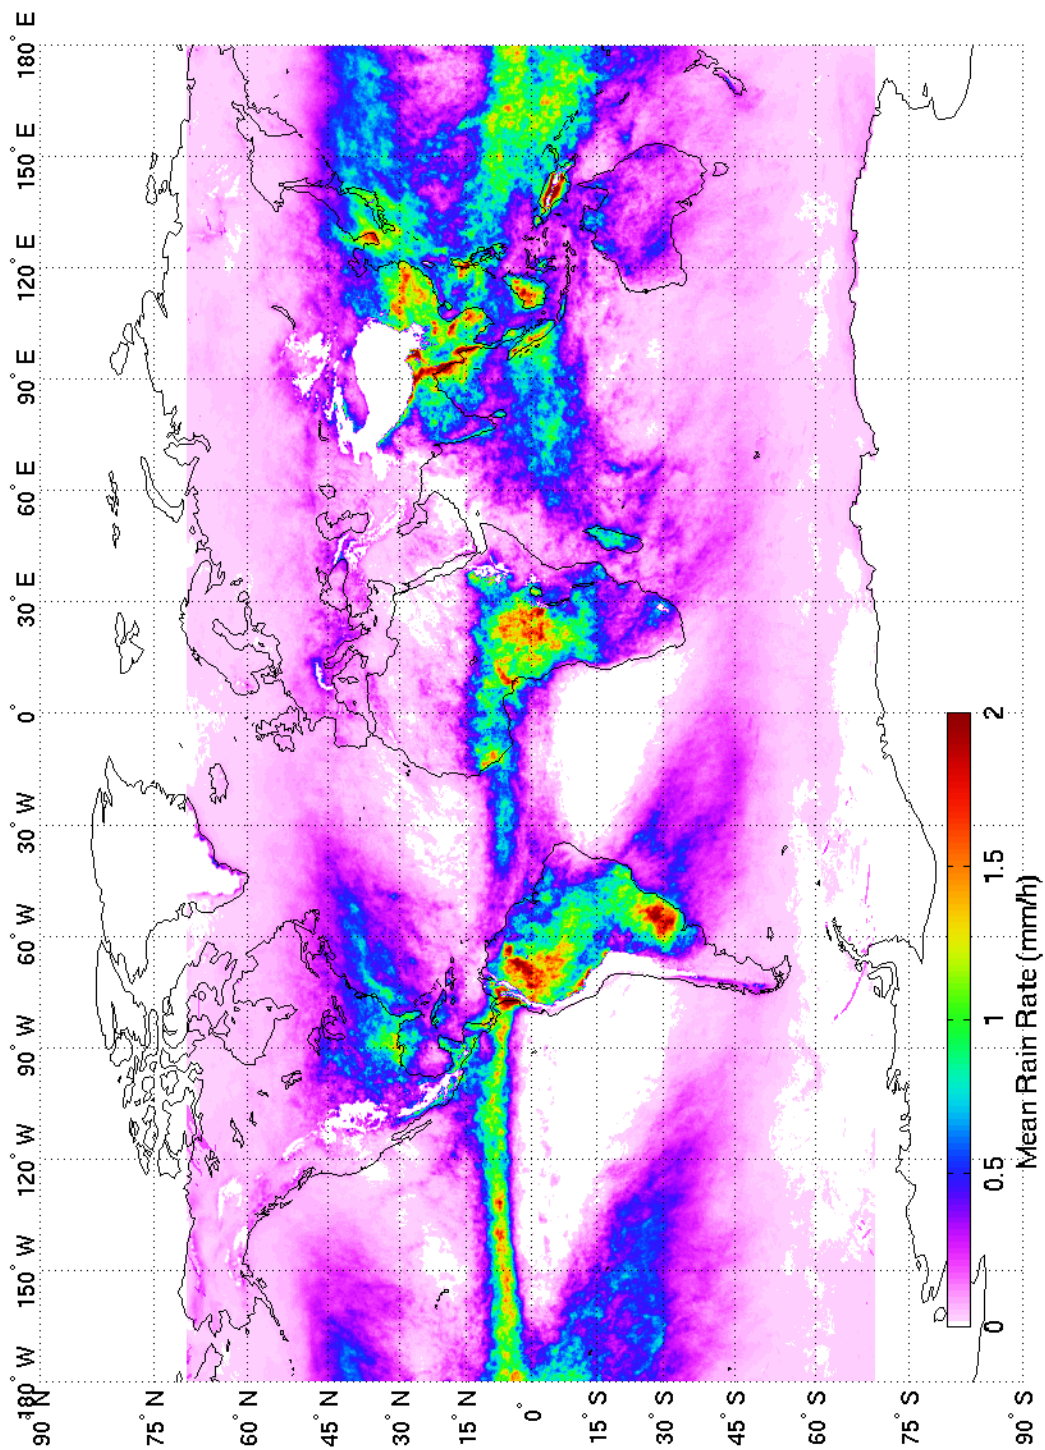 180° W
150° W
120° W
90° W
60° W
30° W
0°
30° E
60° E
90° E
120° E
150° E
180° E
90° N
75° N
60° N
45° N
30° N
15° N
0°
15° S
30° S
45° S
60° S
75° S
90° S
0
0.5
1
1.5
2
Mean Rain Rate (mm/h)